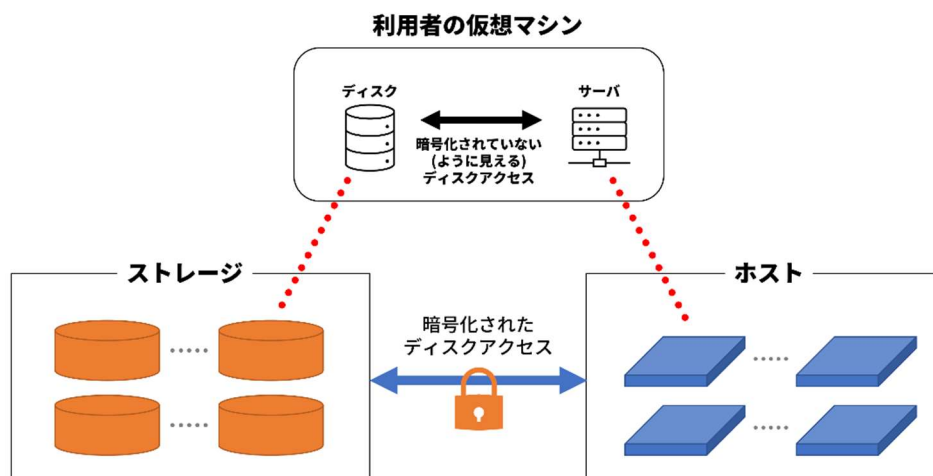 利用者の仮想マシン
ディスク
サーバ
暗号化されていない
(ように見える)
ディスクアクセス
ストレージ
ホスト
暗号化された
ディスクアクセス